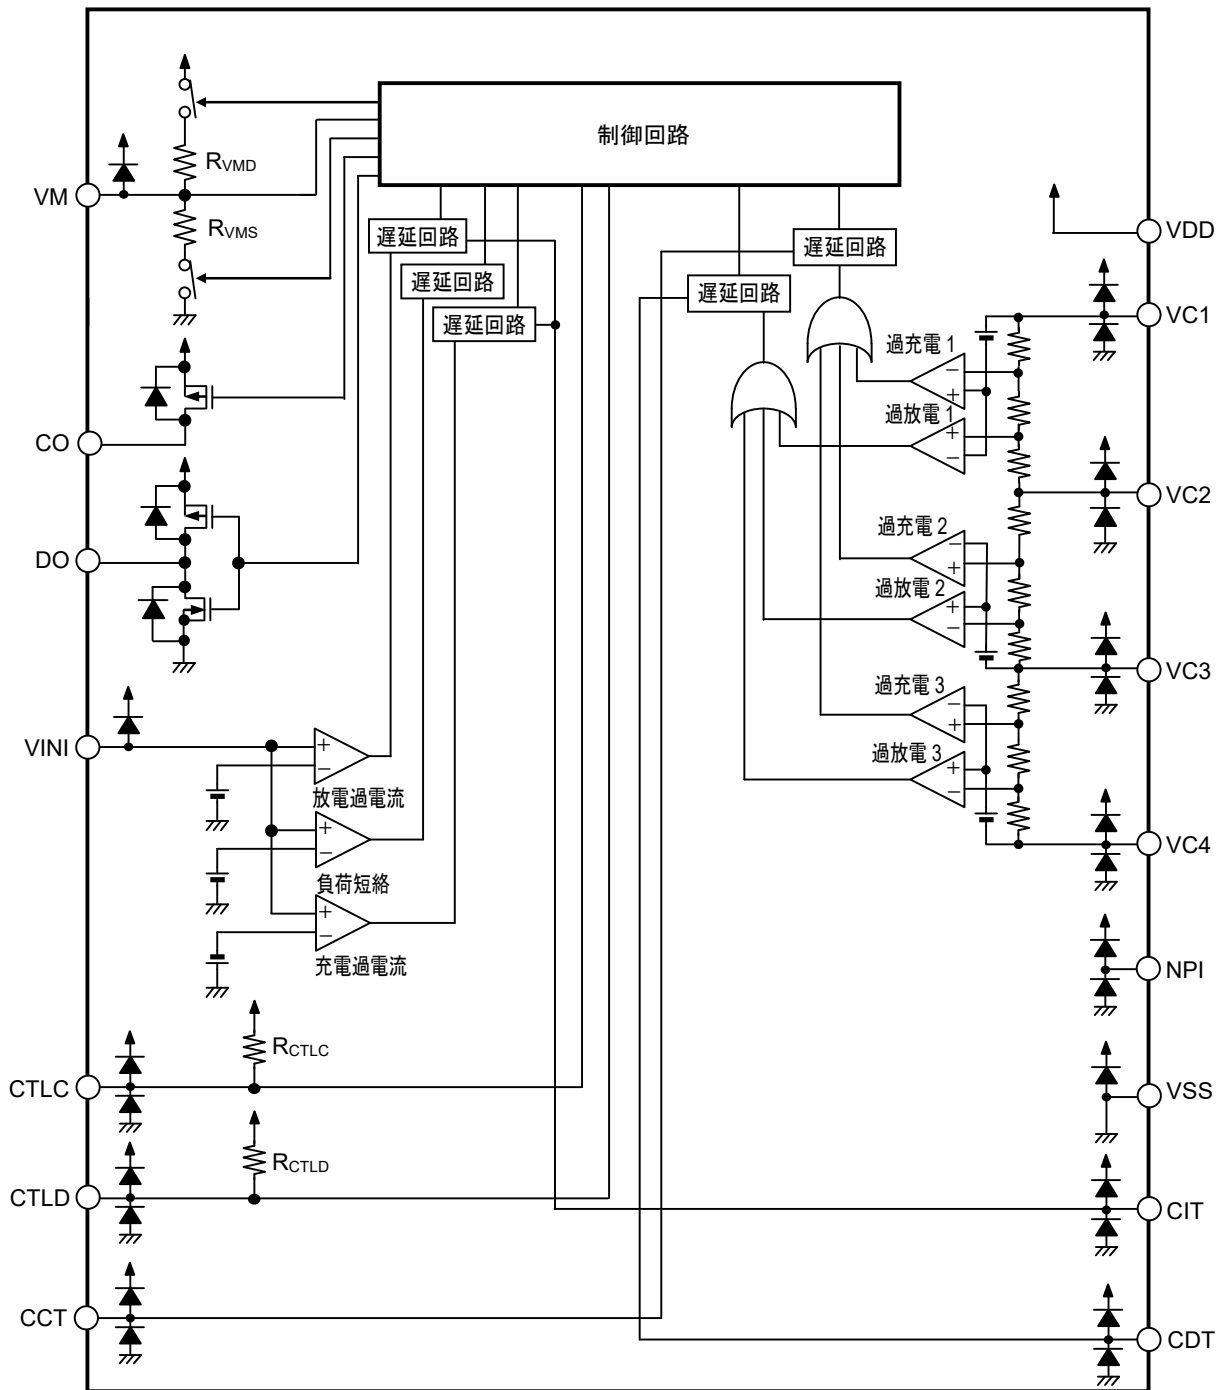 制御回路
RVMD
VM
RVMS
遅延回路
遅延回路
遅延回路
遅延回路
遅延回路
VDD
VC1
過充電 1
+
−
過放電 1
+
−
CO
VC2
過充電 2
−
+
過放電 2
+
−
DO
VC3
過充電 3
−
+
過放電 3
+
−
VINI
+
−
放電過電流
+
−
負荷短絡
+
−
充電過電流
VC4
NPI
RCTLC
CTLC
VSS
RCTLD
CTLD
CIT
CCT
CDT